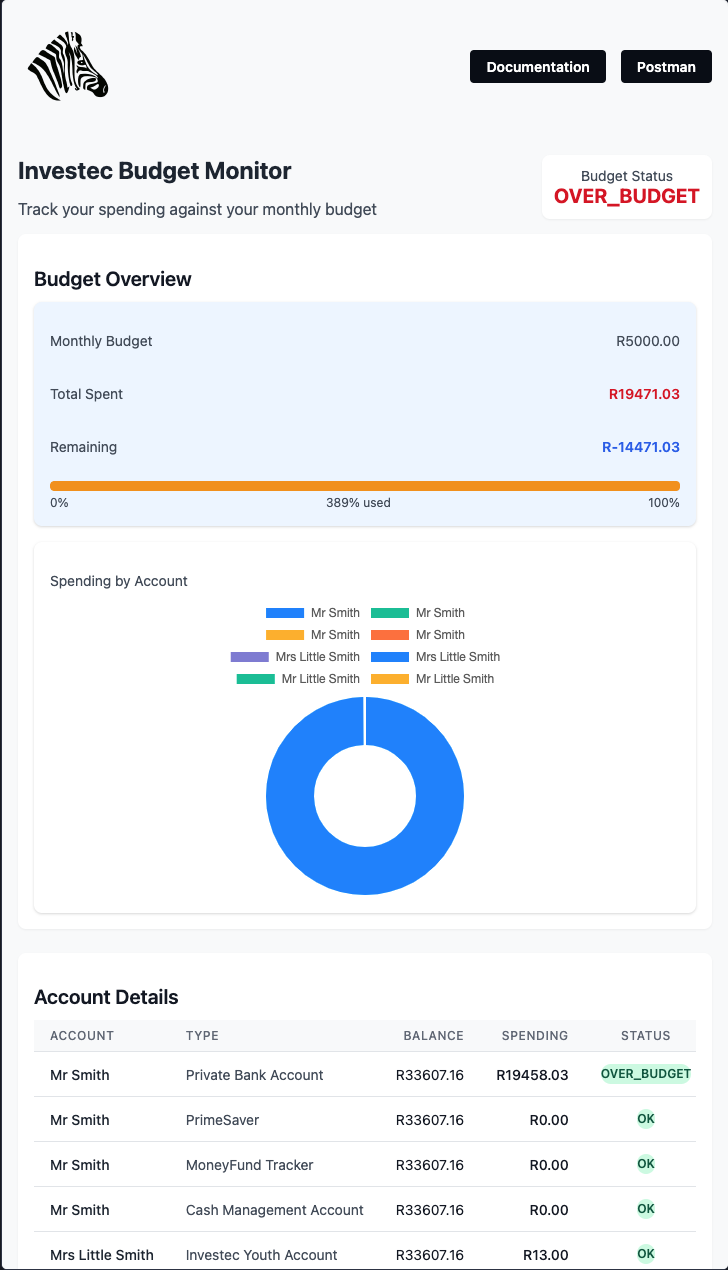 Documentation Postman
Investec Budget Monitor
Track your spending against your monthly budget
Budget Status
OVER_BUDGET
Budget Overview
Monthly Budget R5000.00
Total Spent R19471.03
Remaining R-14471.03
0% 389% used 100%
Spending by Account
Mr Smith Mr Smith
Mr Smith Mr Smith
Mrs Little Smith Mrs Little Smith
Mr Little Smith Mr Little Smith
Account Details
ACCOUNT TYPE BALANCE SPENDING STATUS
Mr Smith Private Bank Account R33607.16 R19458.03 OVER_BUDGET
Mr Smith PrimeSaver R33607.16 R0.00 OK
Mr Smith MoneyFund Tracker R33607.16 R0.00 OK
Mr Smith Cash Management Account R33607.16 R0.00 OK
Mrs Little Smith Investec Youth Account R33607.16 R13.00 OK